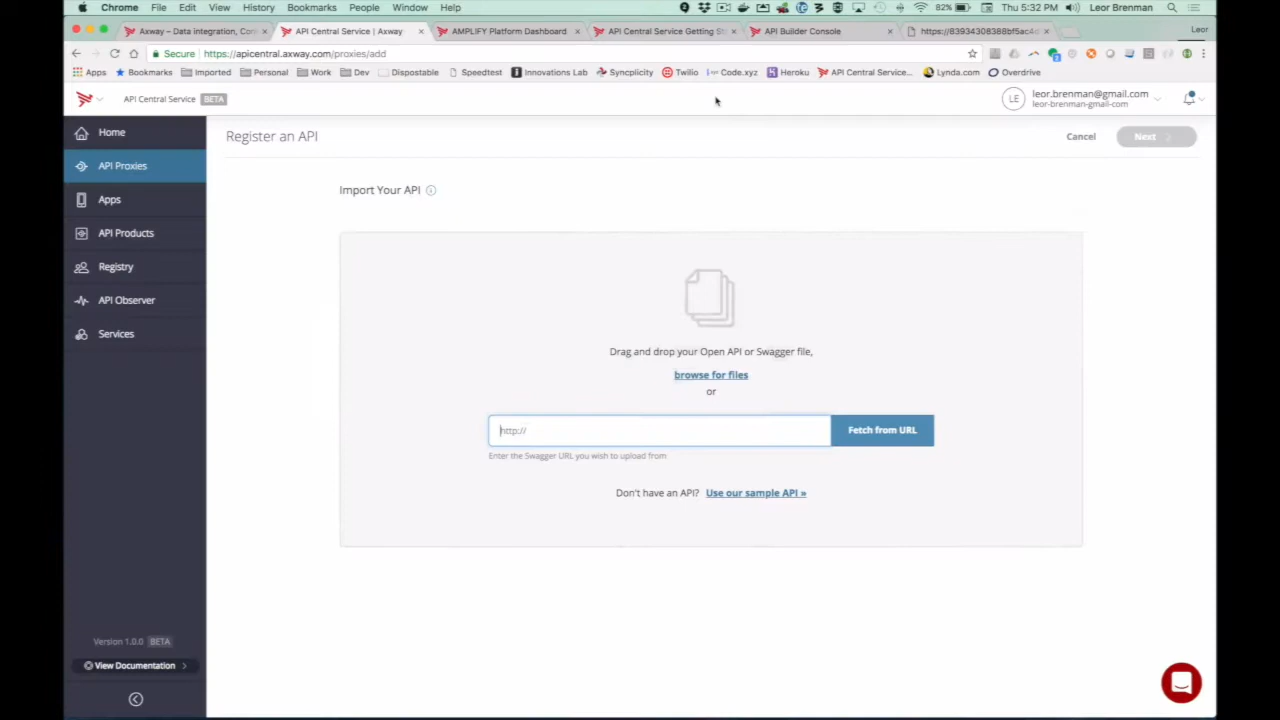 Chrome File Edit View History Bookmarks People Window Help 82% Thu 5:32 PM Leor Brenman
Axway – Data integration, Con API Central Service | Axway AMPLIFY Platform Dashboard API Central Service Getting St API Builder Console Leor
Secure https://apicentral.axway.com/proxies/add
Apps Bookmarks Imported Personal Work Dev Dispostable Speedtest Innovations Lab Syncplicity Twilio Code.xyz Heroku API Central Service... Lynda.com Overdrive
API Central Service BETA LE leor.brenman@gmail.com
leor-brenman-gmail-com
Home
Register an API Cancel Next
API Proxies
Import Your API
Apps
API Products
Registry
API Observer
Services
Drag and drop your Open API or Swagger file,
browse for files
or
http:// Fetch from URL
Enter the Swagger URL you wish to upload from
Don't have an API? Use our sample API »
Version 1.0.0 BETA
View Documentation